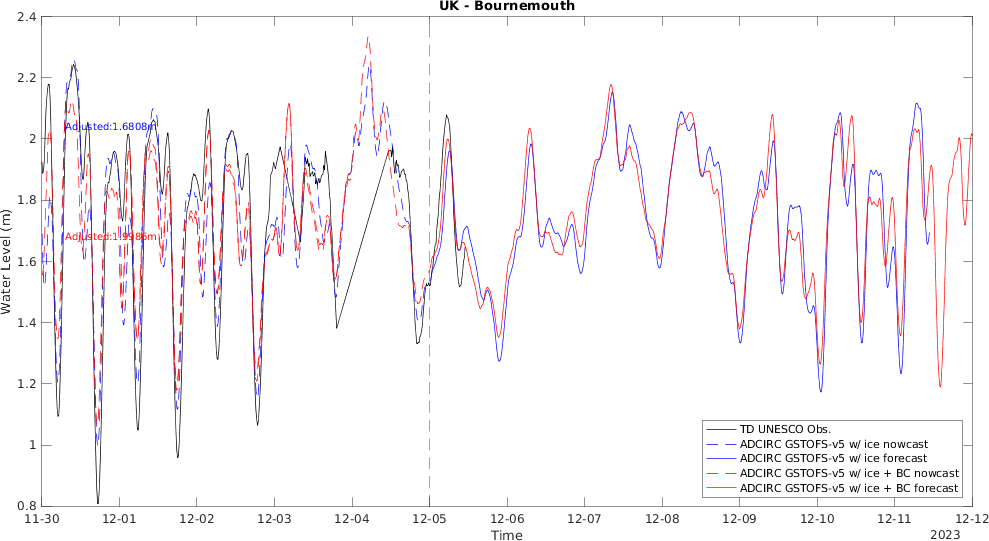 UK - Bournemouth
Water Level (m)
2.4
2.2
2
1.8
1.6
1.4
1.2
1
0.8
Adjusted:1.6808m
Adjusted:1.9986m
TD UNESCO Obs.
ADCIRC GSTOFS-v5 w/ ice nowcast
ADCIRC GSTOFS-v5 w/ ice forecast
ADCIRC GSTOFS-v5 w/ ice + BC nowcast
ADCIRC GSTOFS-v5 w/ ice + BC forecast
11-30 12-01 12-02 12-03 12-04 12-05 12-06 12-07 12-08 12-09 12-10 12-11 12-12
Time
2023